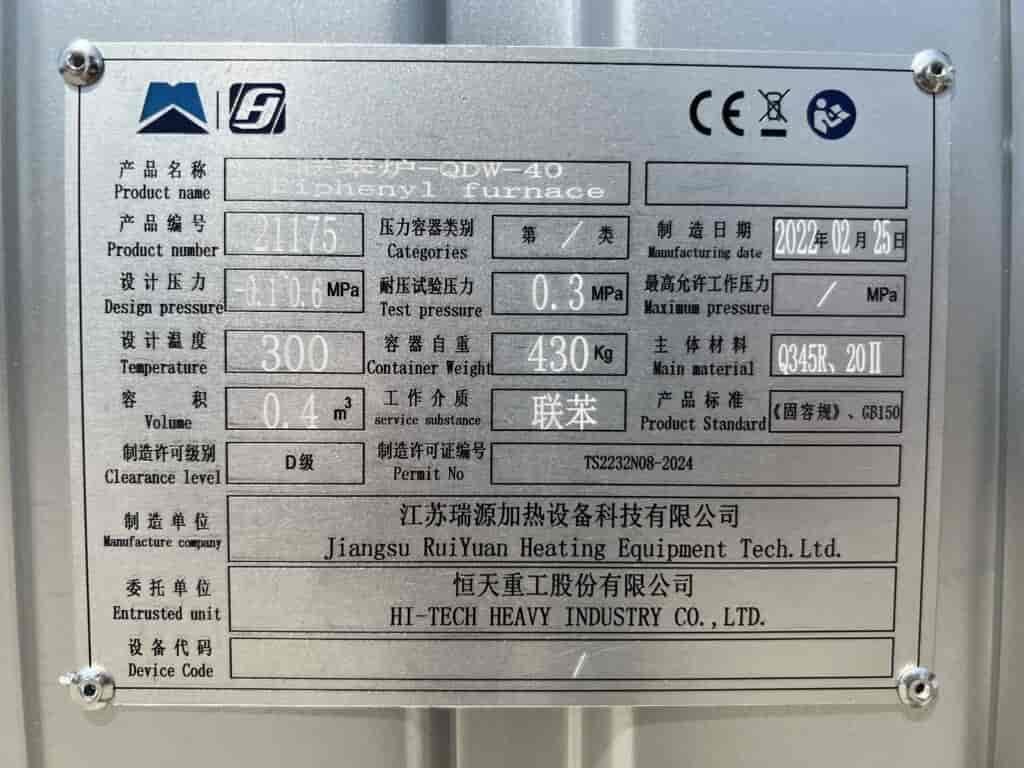 CE
产品名称 联苯炉-QDW-40
Product name Biphenyl furnace
产品编号 21175 压力容器类别 第 / 类 制造日期 2022年02月25日
Product number Categories Manufacturing date
设计压力 MPa 耐压试验压力 0.3 MPa 最高允许工作压力 / MPa
Design pressure Test pressure Maximum pressure
设计温度 300 容器自重 430 Kg 主体材料 Q345R、20Ⅱ
Temperature Container Weight Main material
容积 0.4 m³ 工作介质 联苯 产品标准 《固容规》、GB150
Volume service substance Product Standard
制造许可级别 D级 制造许可证编号 TS2232N08-2024
Clearance level Permit No
制造单位 江苏瑞源加热设备科技有限公司
Manufacture company Jiangsu RuiYuan Heating Equipment Tech.Ltd.
委托单位 恒天重工股份有限公司
Entrusted unit HI-TECH HEAVY INDUSTRY CO.,LTD.
设备代码 /
Device Code